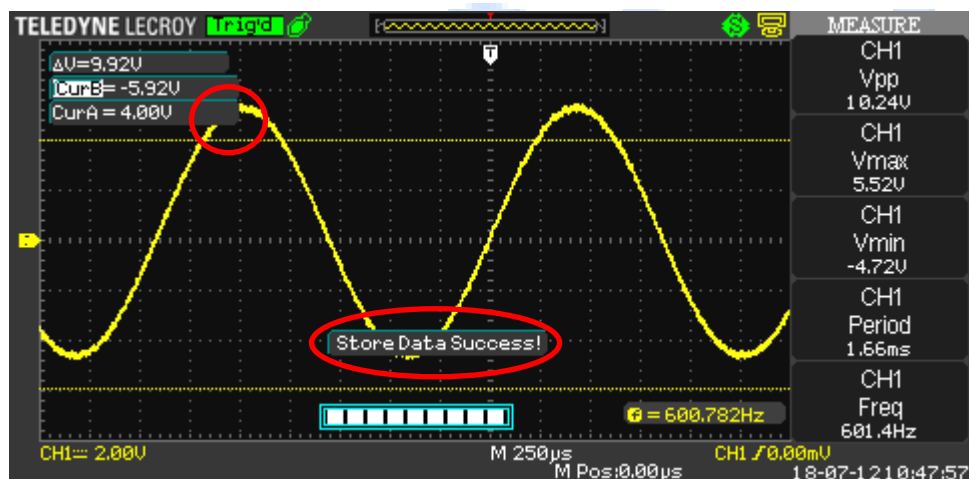 TELEDYNE LECROY Trig'd
MEASURE
ΔV=9.92V
CurB= -5.92V
CurA = 4.00V
T
CH1
Vpp
10.24V
CH1
Vmax
5.52V
CH1
Vmin
-4.72V
CH1
Period
1.66ms
CH1
Freq
601.4Hz
Store Data Success!
f = 600.782Hz
CH1 2.00V
M 250µs
CH1 0.00mV
M Pos:0.00µs
18-07-12 10:47:57